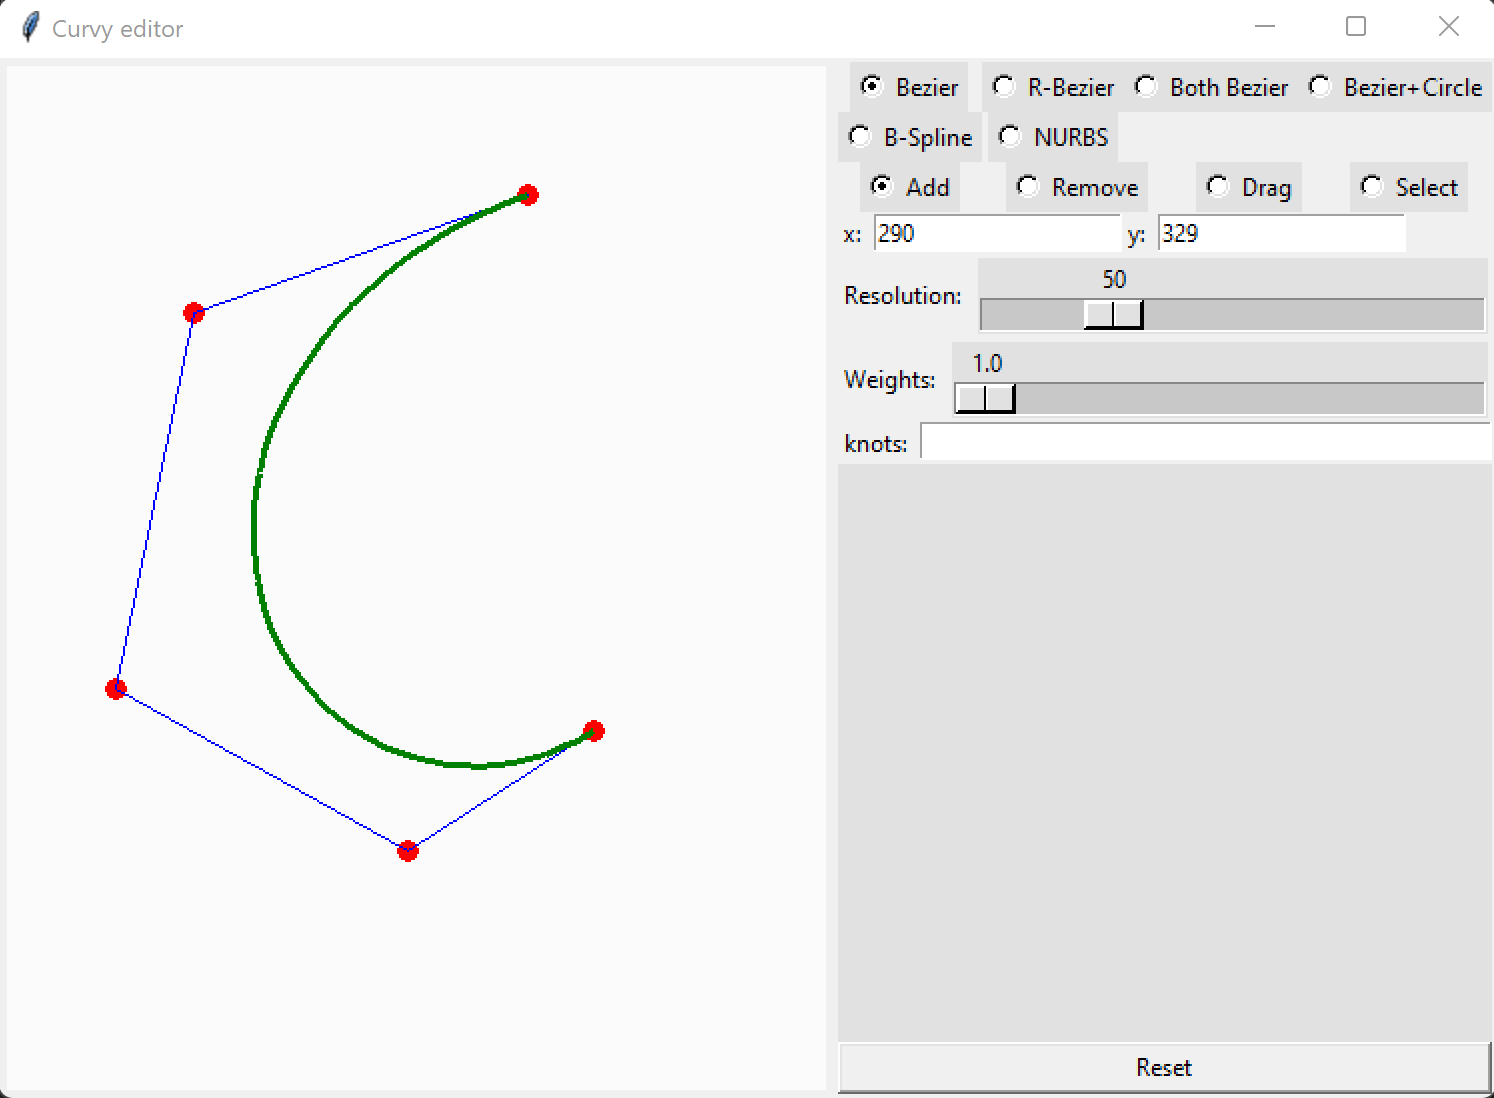 Curvy editor
Bezier R-Bezier Both Bezier Bezier+Circle
B-Spline NURBS
Add Remove Drag Select
x: 290 y: 329
50
Resolution:
1.0
Weights:
knots:
Reset